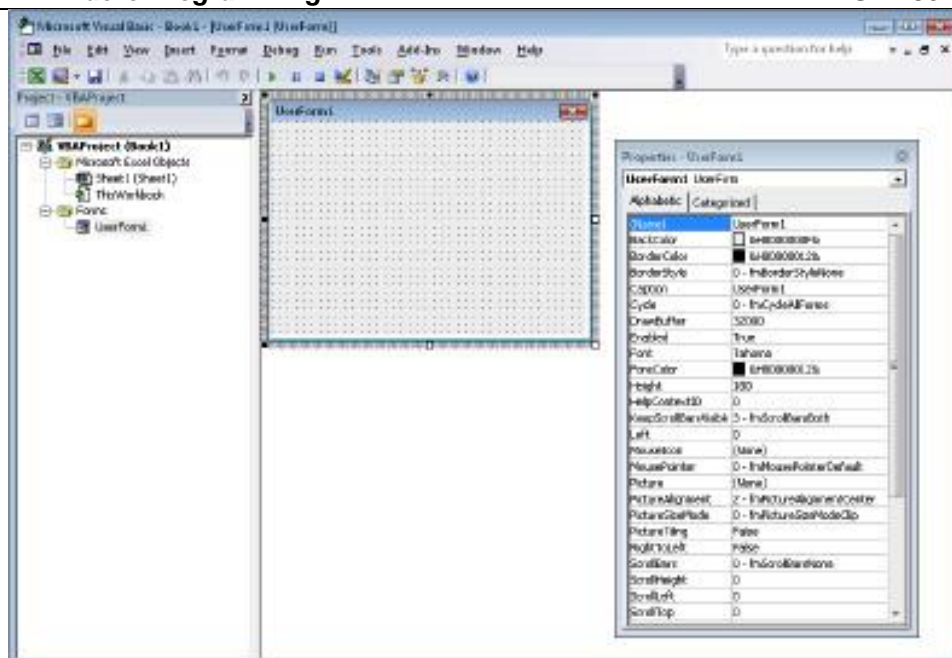 Microsoft Visual Basic - Book1 - [UserForm1 (UserForm)]
File Edit View Insert Format Debug Run Tools Add-Ins Window Help
Type a question for help
Project - VBAProject
VBAProject (Book1)
Microsoft Excel Objects
Sheet1 (Sheet1)
ThisWorkbook
Forms
UserForm1
UserForm1
Properties - UserForm1
UserForm1 UserForm
Alphabetic Categorized
(Name) UserForm1
BackColor
BorderColor
BorderStyle 0 - fmBorderStyleNone
Caption UserForm1
Cycle 0 - fmCycleAllForms
DrawBuffer 32000
Enabled True
Font Tahoma
ForeColor
Height 180
HelpContextID 0
KeepScrollBarsVisible 3 - fmScrollBarsBoth
Left 0
MouseIcon (None)
MousePointer 0 - fmMousePointerDefault
Picture (None)
PictureAlignment 2 - fmPictureAlignmentCenter
PictureSizeMode 0 - fmPictureSizeModeClip
PictureTiling False
RightToLeft False
ScrollBars 0 - fmScrollBarsNone
ScrollHeight 0
ScrollLeft 0
ScrollTop 0